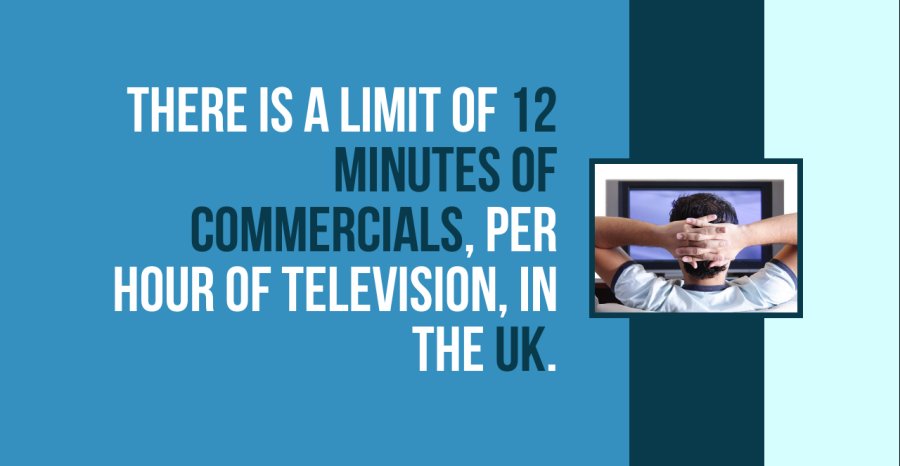 THERE IS A LIMIT OF 12
MINUTES OF
COMMERCIALS, PER
HOUR OF TELEVISION, IN
THE UK.